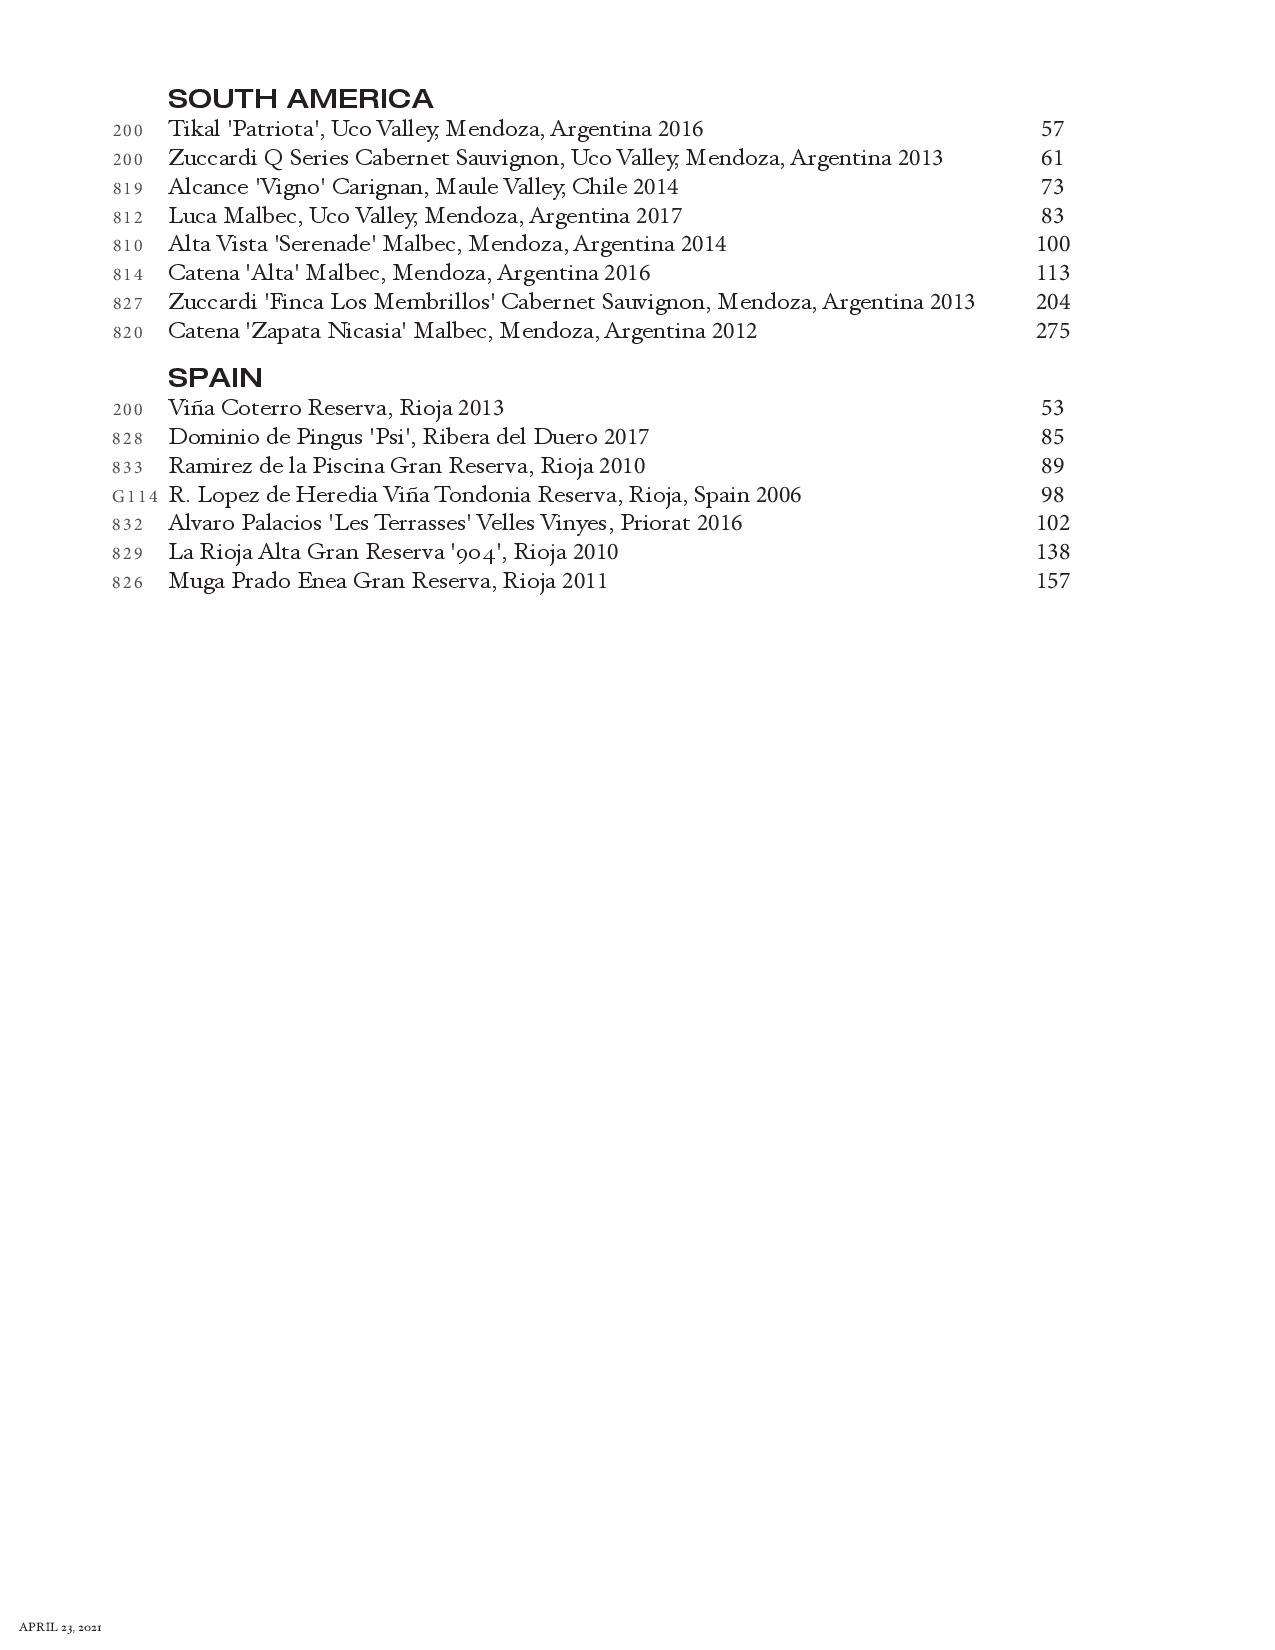 SOUTH AMERICA
200 Tikal 'Patriota', Uco Valley, Mendoza, Argentina 2016 57
200 Zuccardi Q Series Cabernet Sauvignon, Uco Valley, Mendoza, Argentina 2013 61
819 Alcance 'Vigno' Carignan, Maule Valley, Chile 2014 73
812 Luca Malbec, Uco Valley, Mendoza, Argentina 2017 83
810 Alta Vista 'Serenade' Malbec, Mendoza, Argentina 2014 100
814 Catena 'Alta' Malbec, Mendoza, Argentina 2016 113
827 Zuccardi 'Finca Los Membrillos' Cabernet Sauvignon, Mendoza, Argentina 2013 204
820 Catena 'Zapata Nicasia' Malbec, Mendoza, Argentina 2012 275
SPAIN
200 Viña Coterro Reserva, Rioja 2013 53
828 Dominio de Pingus 'Psi', Ribera del Duero 2017 85
833 Ramirez de la Piscina Gran Reserva, Rioja 2010 89
G114 R. Lopez de Heredia Viña Tondonia Reserva, Rioja, Spain 2006 98
832 Alvaro Palacios 'Les Terrasses' Velles Vinyes, Priorat 2016 102
829 La Rioja Alta Gran Reserva '904', Rioja 2010 138
826 Muga Prado Enea Gran Reserva, Rioja 2011 157
APRIL 23, 2021